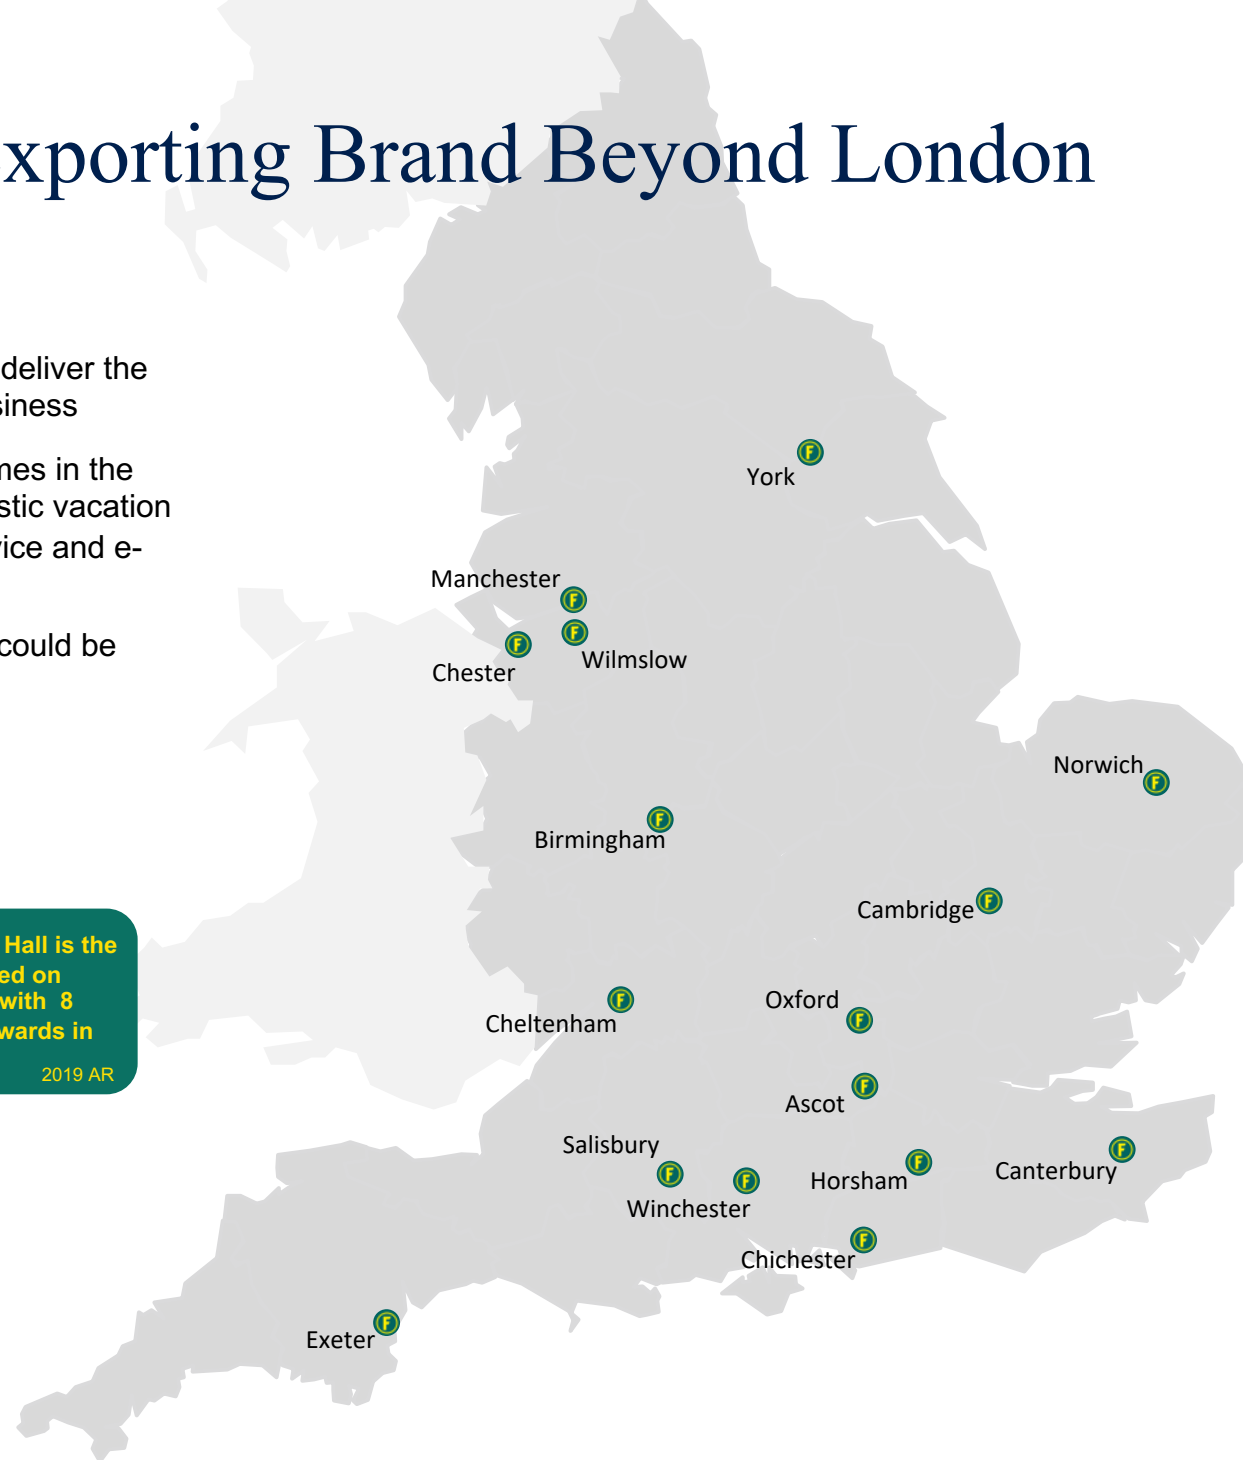 xporting Brand Beyond London
deliver the
siness
mes in the
stic vacation
vice and e-
could be
Hall is the
ed on
with 8
wards in
2019 AR
York
Manchester
Wilmslow
Chester
Norwich
Birmingham
Cambridge
Oxford
Cheltenham
Ascot
Salisbury
Winchester
Horsham
Canterbury
Chichester
Exeter